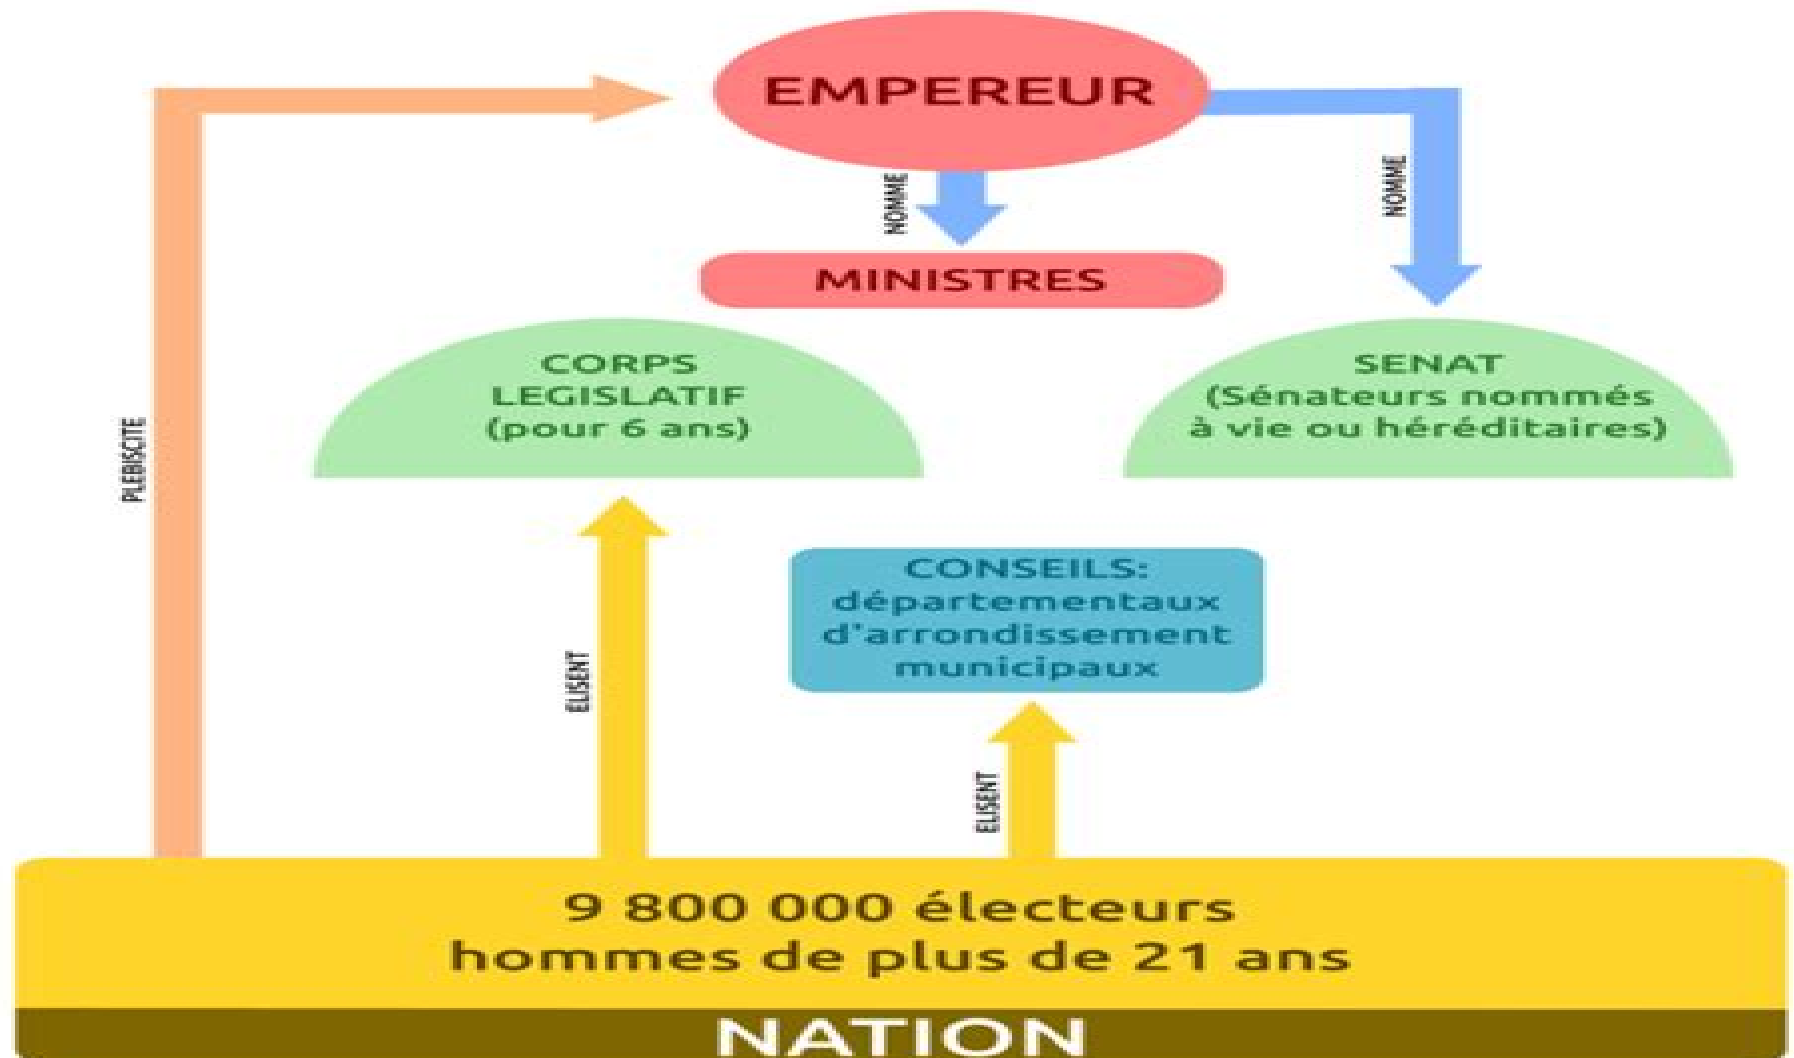 EMPEREUR
NOMME
NOMME
MINISTRES
CORPS
LEGISLATIF
(pour 6 ans)
SENAT
(Sénateurs nommés
à vie ou héréditaires)
PLEBISCITE
CONSEILS:
départementaux
d'arrondissement
municipaux
ELISENT
ELISENT
9 800 000 électeurs
hommes de plus de 21 ans
NATION